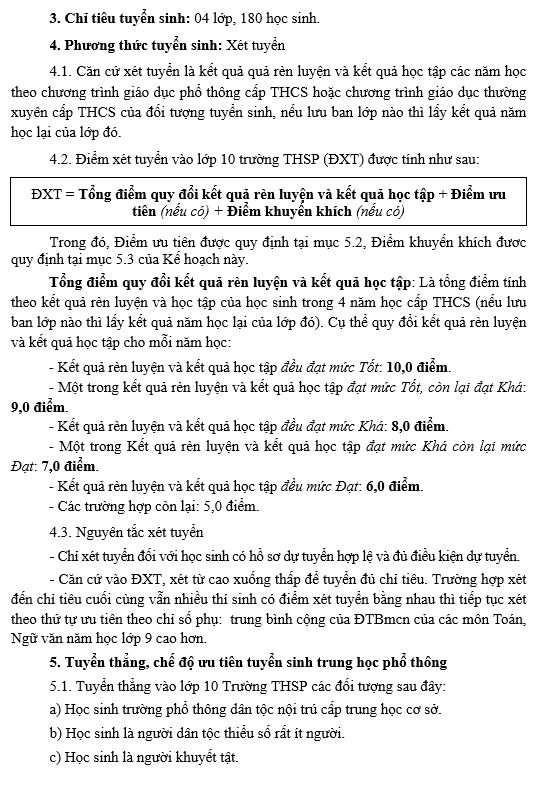 3. Chỉ tiêu tuyển sinh: 04 lớp, 180 học sinh.
4. Phương thức tuyển sinh: Xét tuyển
4.1. Căn cứ xét tuyển là kết quả quả rèn luyện và kết quả học tập các năm học
theo chương trình giáo dục phổ thông cấp THCS hoặc chương trình giáo dục thường
xuyên cấp THCS của đối tượng tuyển sinh, nếu lưu ban lớp nào thì lấy kết quả năm
học lại của lớp đó.
4.2. Điểm xét tuyển vào lớp 10 trường THSP (ĐXT) được tính như sau:
ĐXT = Tổng điểm quy đổi kết quả rèn luyện và kết quả học tập + Điểm ưu
tiên (nếu có) + Điểm khuyến khích (nếu có)
Trong đó, Điểm ưu tiên được quy định tại mục 5.2, Điểm khuyến khích đươc
quy định tại mục 5.3 của Kế hoạch này.
Tổng điểm quy đổi kết quả rèn luyện và kết quả học tập: Là tổng điểm tính
theo kết quả rèn luyện và học tập của học sinh trong 4 năm học cấp THCS (nếu lưu
ban lớp nào thì lấy kết quả năm học lại của lớp đó). Cụ thể quy đổi kết quả rèn luyện
và kết quả học tập cho mỗi năm học:
- Kết quả rèn luyện và kết quả học tập đều đạt mức Tốt: 10,0 điểm.
- Một trong kết quả rèn luyện và kết quả học tập đạt mức Tốt, còn lại đạt Khá:
9,0 điểm.
- Kết quả rèn luyện và kết quả học tập đều đạt mức Khá: 8,0 điểm.
- Một trong Kết quả rèn luyện và kết quả học tập đạt mức Khá còn lại mức
Đạt: 7,0 điểm.
- Kết quả rèn luyện và kết quả học tập đều mức Đạt: 6,0 điểm.
- Các trường hợp còn lại: 5,0 điểm.
4.3. Nguyên tắc xét tuyển
- Chỉ xét tuyển đối với học sinh có hồ sơ dự tuyển hợp lệ và đủ điều kiện dự tuyển.
- Căn cứ vào ĐXT, xét từ cao xuống thấp để tuyển đủ chỉ tiêu. Trường hợp xét
đến chỉ tiêu cuối cùng vẫn nhiều thí sinh có điểm xét tuyển bằng nhau thì tiếp tục xét
theo thứ tự ưu tiên theo chỉ số phụ: trung bình cộng của ĐTBmcn của các môn Toán,
Ngữ văn năm học lớp 9 cao hơn.
5. Tuyển thẳng, chế độ ưu tiên tuyển sinh trung học phổ thông
5.1. Tuyển thẳng vào lớp 10 Trường THSP các đối tượng sau đây:
a) Học sinh trường phổ thông dân tộc nội trú cấp trung học cơ sở.
b) Học sinh là người dân tộc thiểu số rất ít người.
c) Học sinh là người khuyết tật.